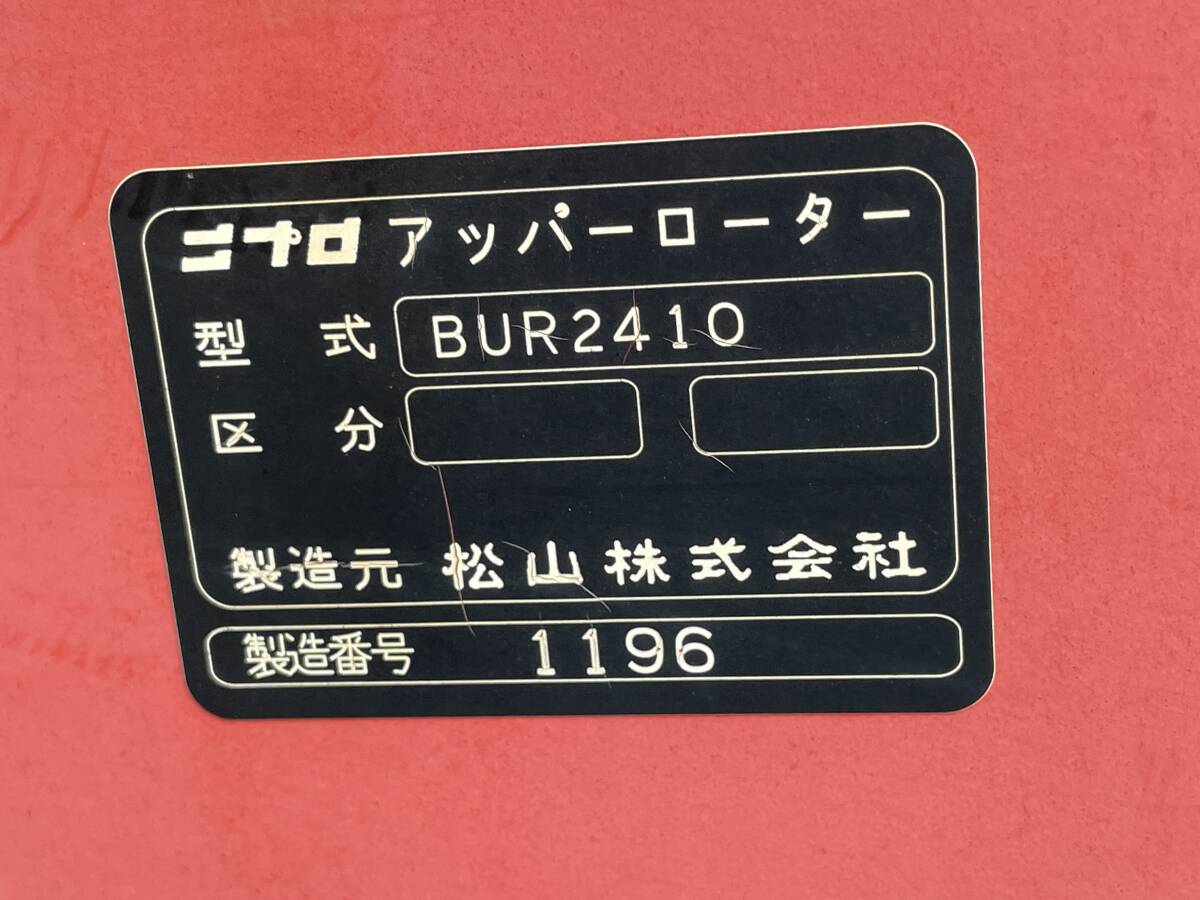 ニプロ アッパーローター
型式 BUR2410
区分
製造元 松山株式会社
製造番号 1196